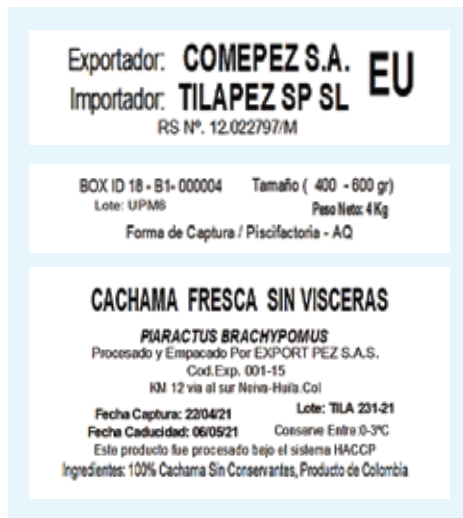 Exportador: COMEPEZ S.A. EU
Importador: TILAPEZ SP SL
RS Nº. 12.022797/M
BOX ID 18 - B1- 000004 Tamaño ( 400 - 600 gr)
Lote: UPM6 Peso Neto: 4 Kg
Forma de Captura / Piscifactoria - AQ
CACHAMA FRESCA SIN VISCERAS
PIARACTUS BRACHYPOMUS
Procesado y Empacado Por EXPORT PEZ S.A.S.
Cod.Exp. 001-15
KM 12 via al sur Neiva-Huila.Col
Fecha Captura: 22/04/21 Lote: TILA 231-21
Fecha Caducidad: 06/05/21 Conserve Entre:0-3ºC
Este producto fue procesado bajo el sistema HACCP
Ingredientes: 100% Cachama Sin Conservantes, Producto de Colombia